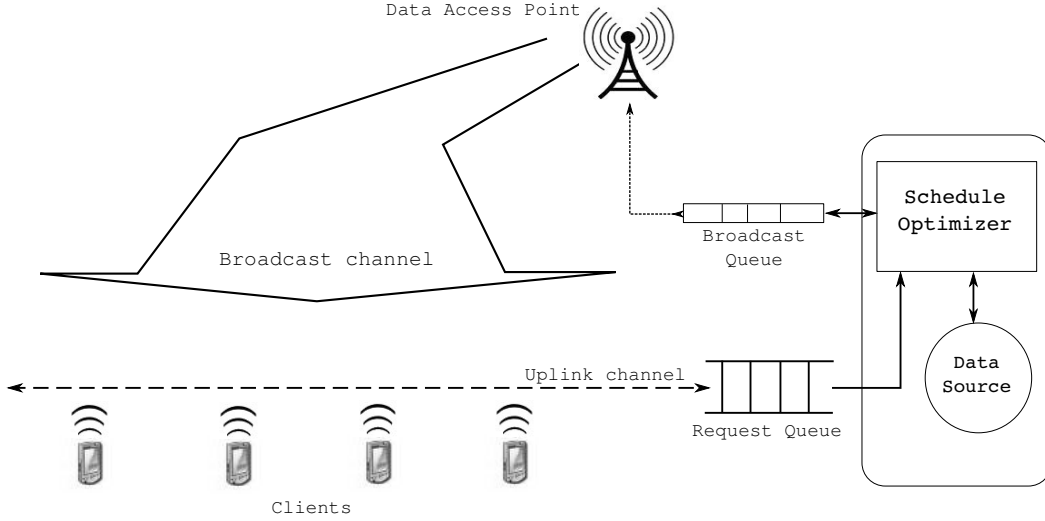 Data Access Point
Schedule
Optimizer
Broadcast
Queue
Broadcast channel
Uplink channel
Data
Source
Request Queue
Clients